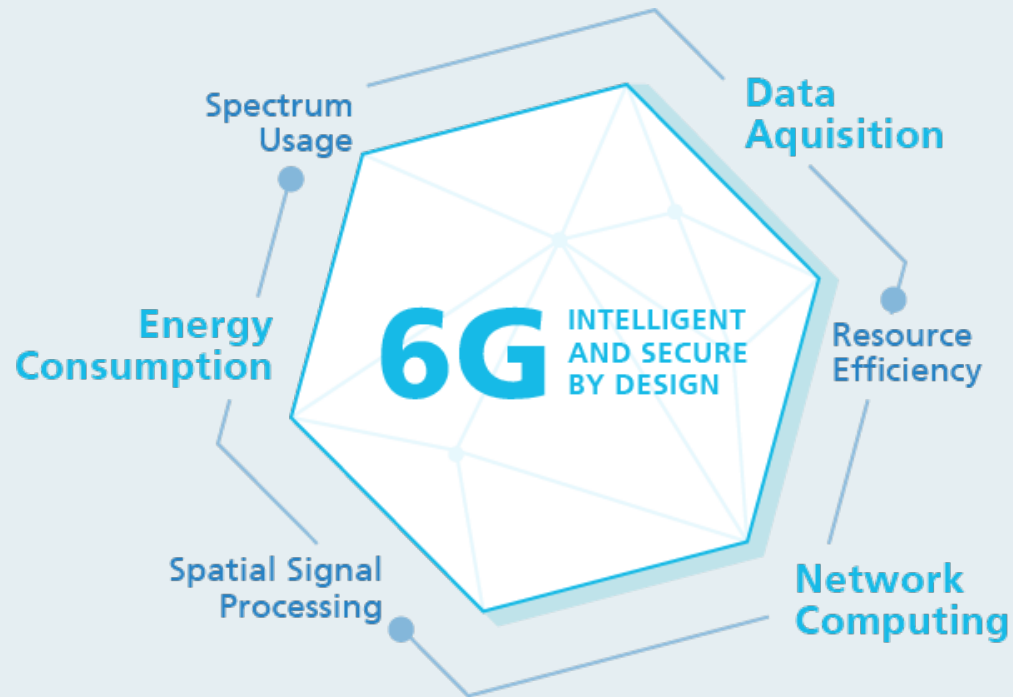 Spectrum
Usage
Data
Aquisition
Energy
Consumption
6G
INTELLIGENT
AND SECURE
BY DESIGN
Resource
Efficiency
Spatial Signal
Processing
Network
Computing